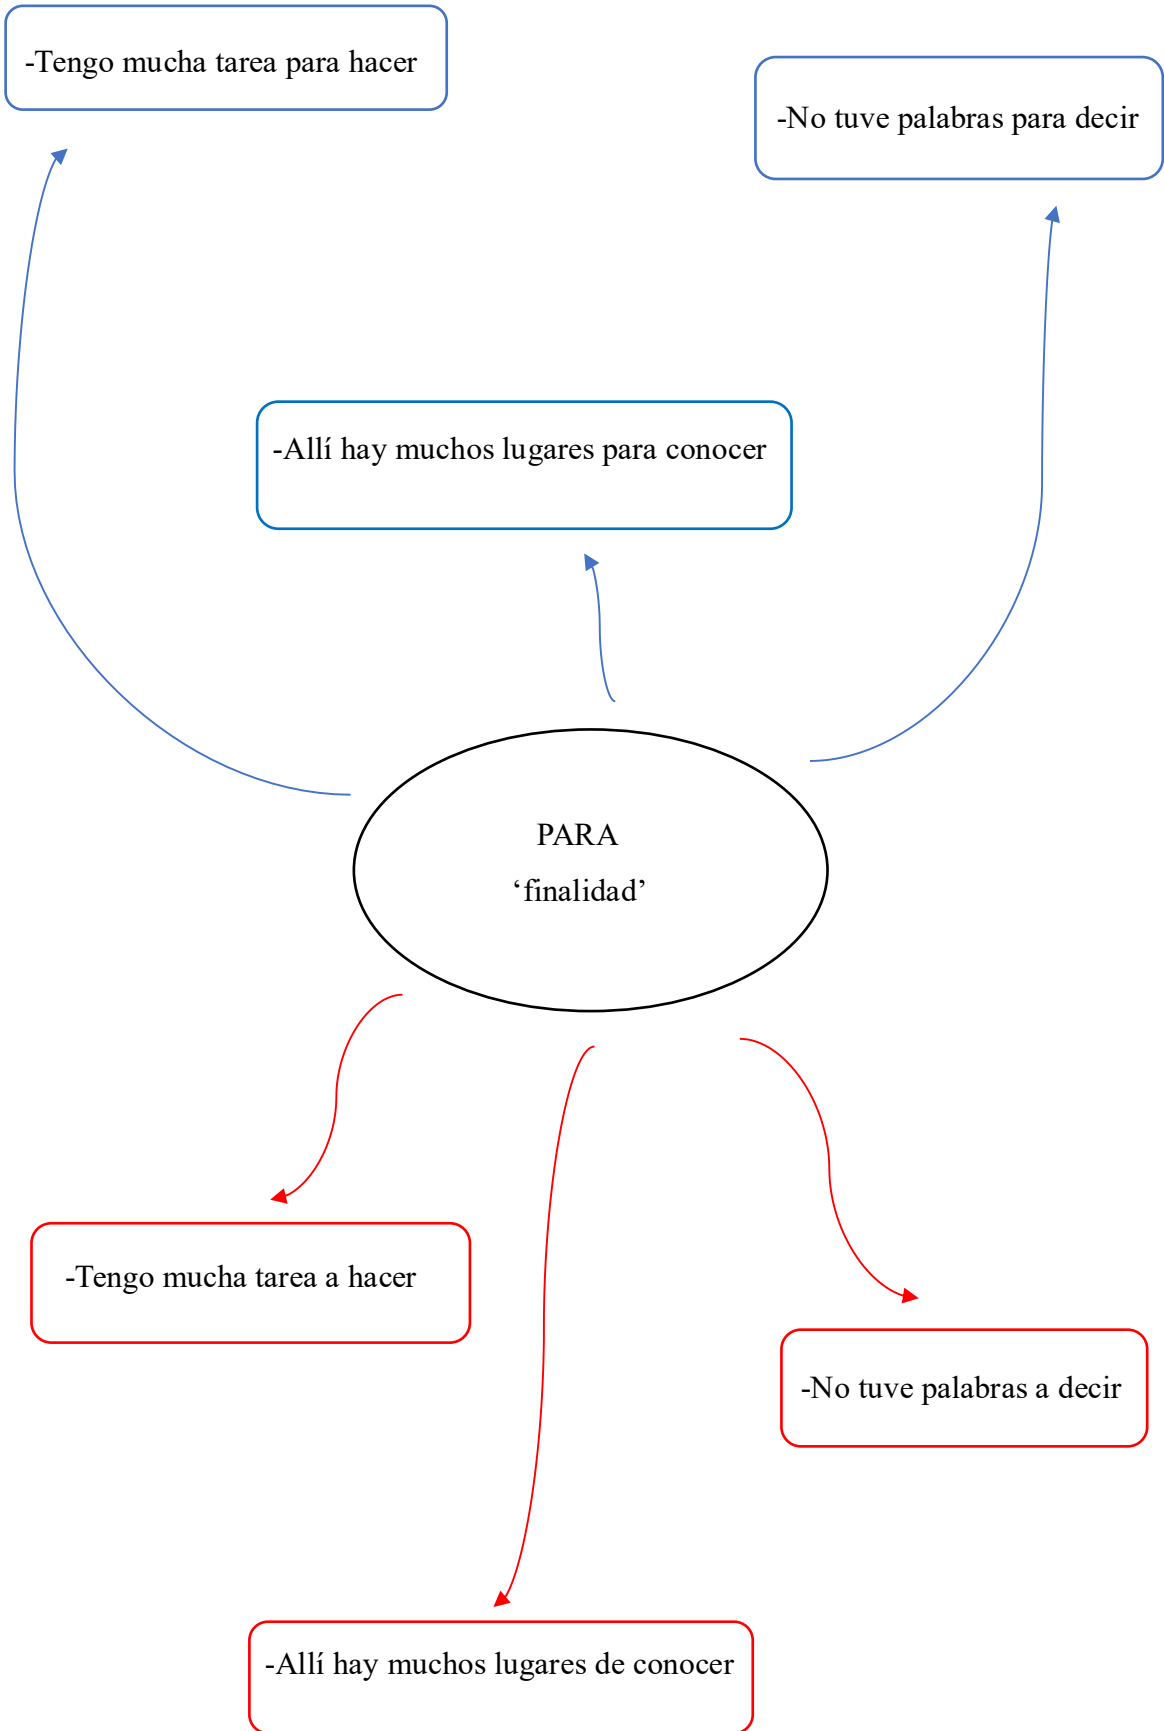 -Tengo mucha tarea para hacer
-No tuve palabras para decir
-Allí hay muchos lugares para conocer
PARA
‘finalidad’
-Tengo mucha tarea a hacer
-No tuve palabras a decir
-Allí hay muchos lugares de conocer